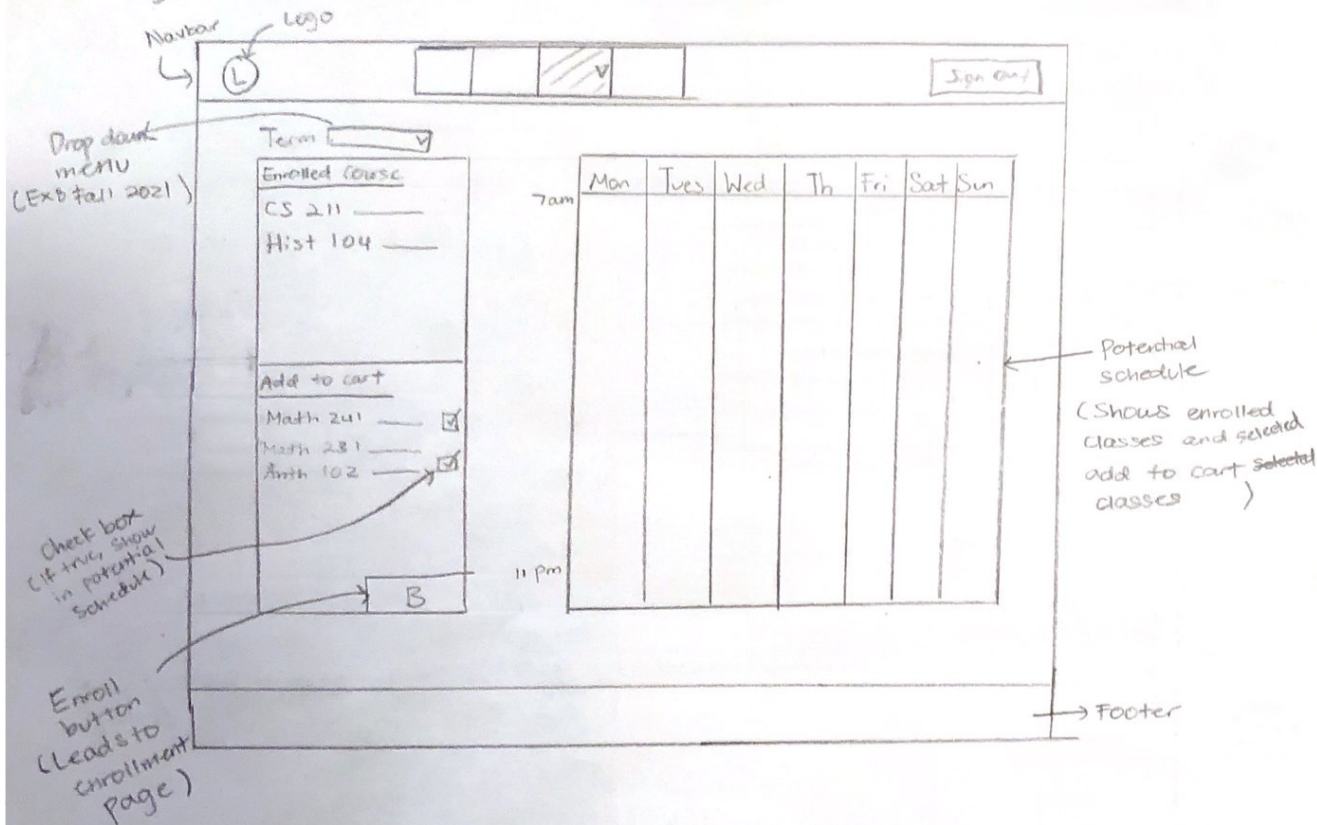 Navbar
Logo
L
Sign out
Drop down
menu
(Ex: Fall 2021)
Term
Enrolled Course
CS 211
Hist 104
Add to cart
Math 241
Math 231
Anth 102
B
Mon Tues Wed Th Fri Sat Sun
7am
11 pm
Check box
(if true, show
in potential
schedule)
Enroll
button
(Leads to
enrollment
page)
Potential
schedule
(Shows enrolled
classes and selected
add to cart selected
classes )
Footer